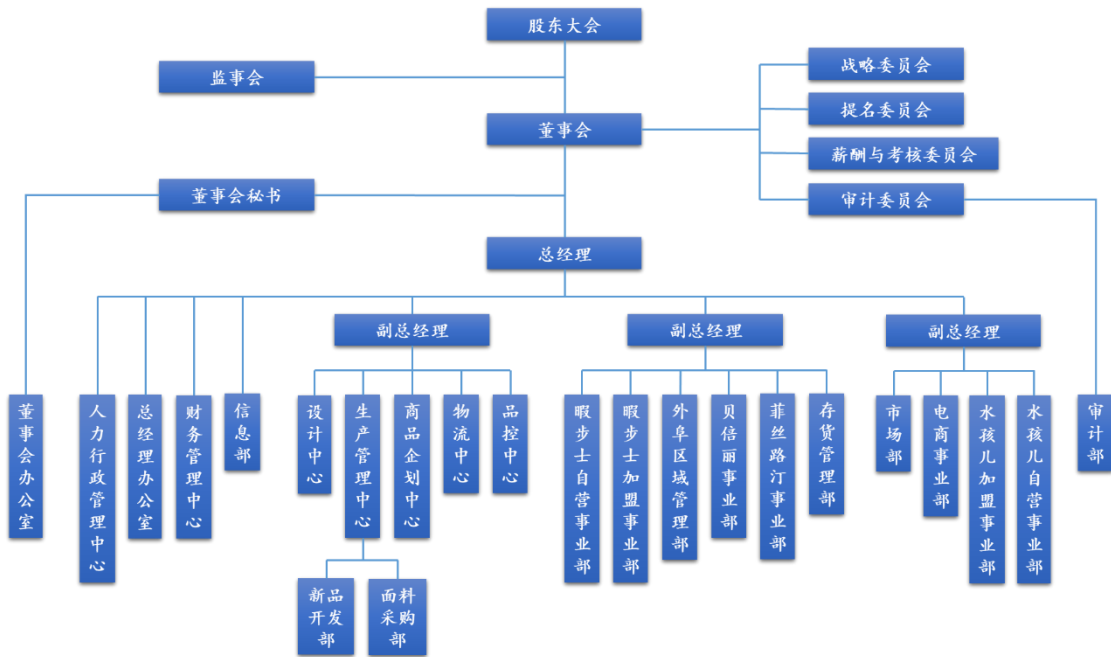 股东大会
监事会
战略委员会
提名委员会
董事会
薪酬与考核委员会
董事会秘书
审计委员会
总经理
副总经理
副总经理
副总经理
董事会办公室
人力行政管理中心
总经理办公室
财务管理中心
信息部
设计中心
生产管理中心
商品企划中心
物流中心
品控中心
暇步士自营事业部
暇步士加盟事业部
外阜区域管理部
贝倍丽事业部
菲丝路汀事业部
存货管理部
市场部
电商事业部
水孩儿加盟事业部
水孩儿自营事业部
审计部
新品
开发
部
面料
采购
部